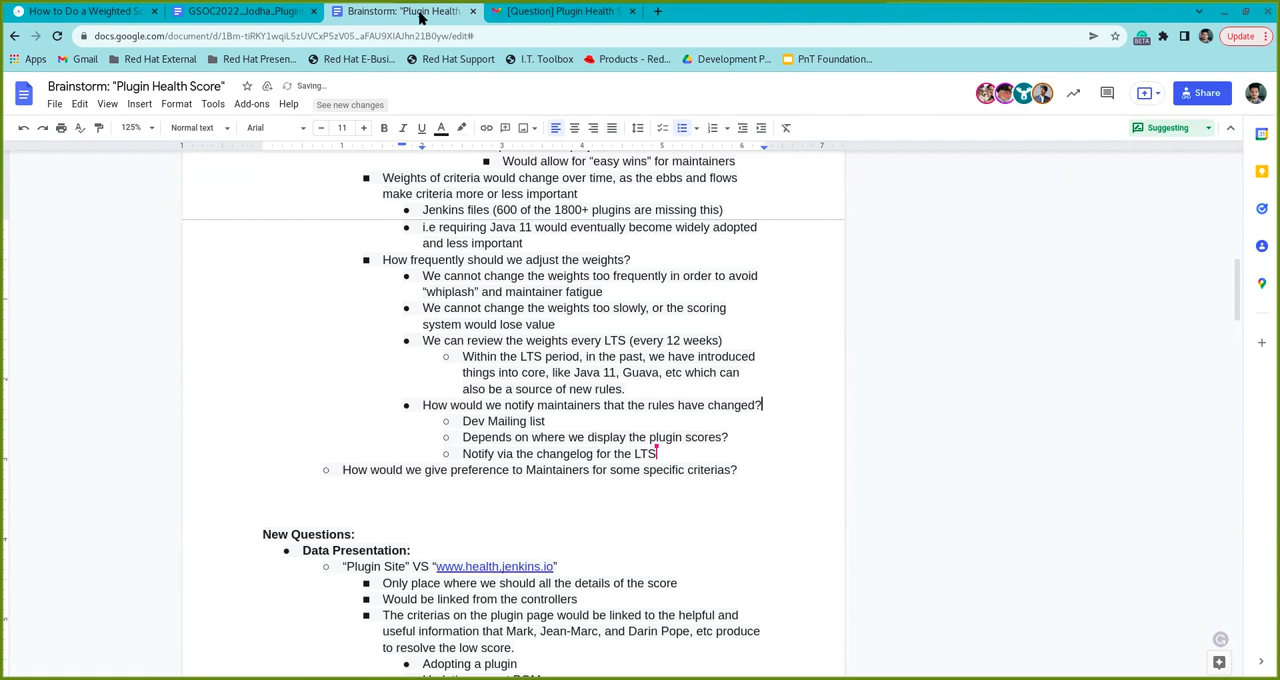 How to Do a Weighted Sc
GSOC2022_Jodha_Plugin
Brainstorm: "Plugin Health
[Question] Plugin Health S
docs.google.com/document/d/1Bm-tiRKY1wqiL5zUVCxP5zV05_aFAU9XIAJhn21B0yw/edit#
BETA
Update
Apps
Gmail
Red Hat External
Red Hat Presen...
Red Hat E-Busi...
Red Hat Support
I.T. Toolbox
Products - Red...
Development P...
PnT Foundation...
Brainstorm: "Plugin Health Score"
Saving...
File Edit View Insert Format Tools Add-ons Help
See new changes
Share
125% Normal text Arial 11
Suggesting
1 1 2 3 4 5 6 7
Would allow for “easy wins” for maintainers
Weights of criteria would change over time, as the ebbs and flows
make criteria more or less important
Jenkins files (600 of the 1800+ plugins are missing this)
i.e requiring Java 11 would eventually become widely adopted
and less important
How frequently should we adjust the weights?
We cannot change the weights too frequently in order to avoid
“whiplash” and maintainer fatigue
We cannot change the weights too slowly, or the scoring
system would lose value
We can review the weights every LTS (every 12 weeks)
Within the LTS period, in the past, we have introduced
things into core, like Java 11, Guava, etc which can
also be a source of new rules.
How would we notify maintainers that the rules have changed?
Dev Mailing list
Depends on where we display the plugin scores?
Notify via the changelog for the LTS
How would we give preference to Maintainers for some specific criterias?
New Questions:
Data Presentation:
“Plugin Site” VS “www.health.jenkins.io”
Only place where we should all the details of the score
Would be linked from the controllers
The criterias on the plugin page would be linked to the helpful and
useful information that Mark, Jean-Marc, and Darin Pope, etc produce
to resolve the low score.
Adopting a plugin